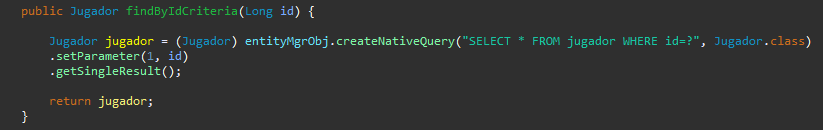 public Jugador findByIdCriteria(Long id) {
Jugador jugador = (Jugador) entityMgrObj.createNativeQuery("SELECT * FROM jugador WHERE id=?", Jugador.class)
.setParameter(1, id)
.getSingleResult();
return jugador;
}